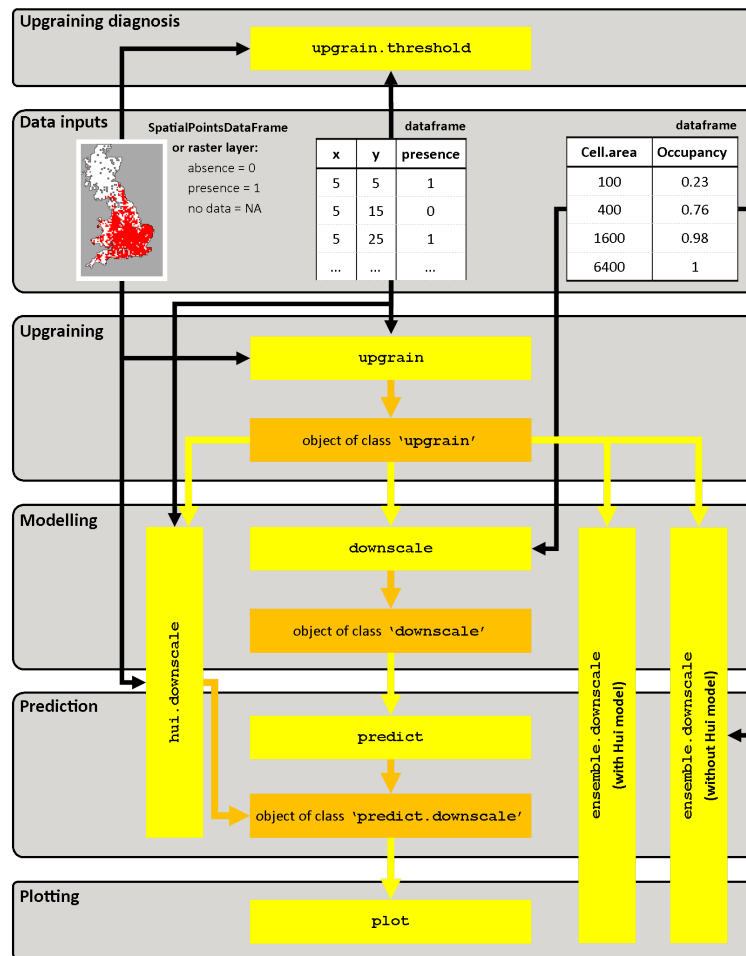 Upgraining diagnosis
upgrain.threshold
Data inputs
SpatialPointsDataFrame
or raster layer:
absence = 0
presence = 1
no data = NA
dataframe
x y presence
5 5 1
5 15 0
5 25 1
... ... ...
dataframe
Cell.area Occupancy
100 0.23
400 0.76
1600 0.98
6400 1
Upgraining
upgrain
object of class ‘upgrain’
Modelling
downscale
object of class ‘downscale’
hui.downscale
ensemble.downscale
(with Hui model)
ensemble.downscale
(without Hui model)
Prediction
predict
object of class ‘predict.downscale’
Plotting
plot